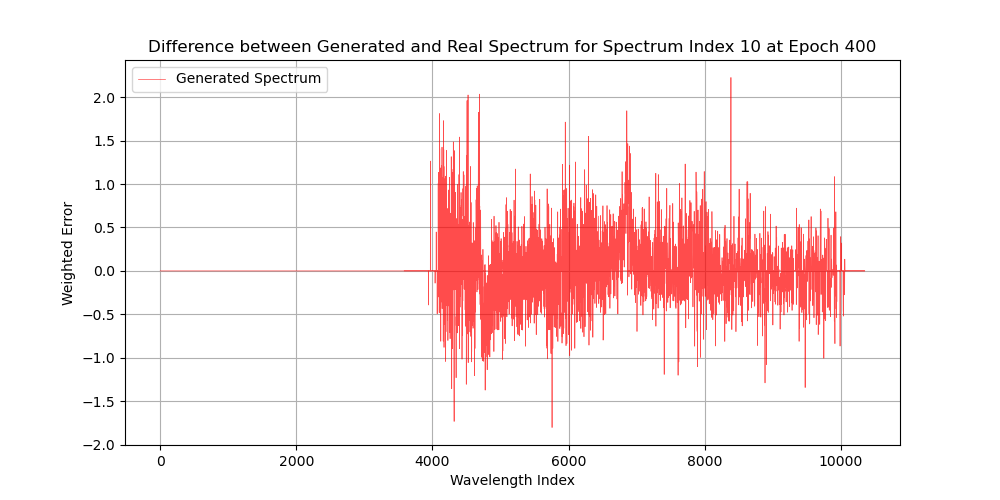 Difference between Generated and Real Spectrum for Spectrum Index 10 at Epoch 400
Generated Spectrum
2.0
1.5
1.0
0.5
0.0
−0.5
−1.0
−1.5
−2.0
Weighted Error
0 2000 4000 6000 8000 10000
Wavelength Index